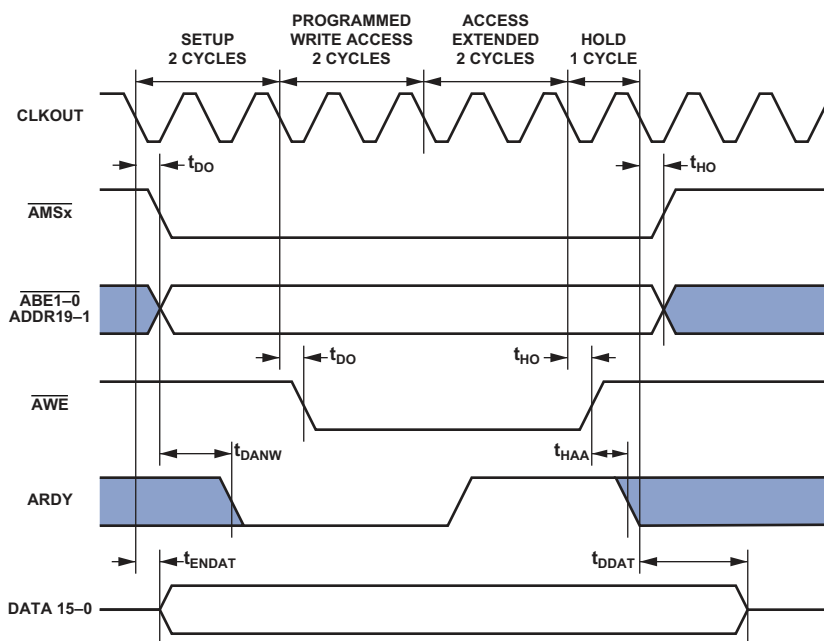 SETUP
2 CYCLES
PROGRAMMED
WRITE ACCESS
2 CYCLES
ACCESS
EXTENDED
2 CYCLES
HOLD
1 CYCLE
CLKOUT
tDO
tHO
AMSx
ABE1–0
ADDR19–1
tDO
tHO
AWE
tDANW
tHAA
ARDY
tENDAT
tDDAT
DATA 15–0